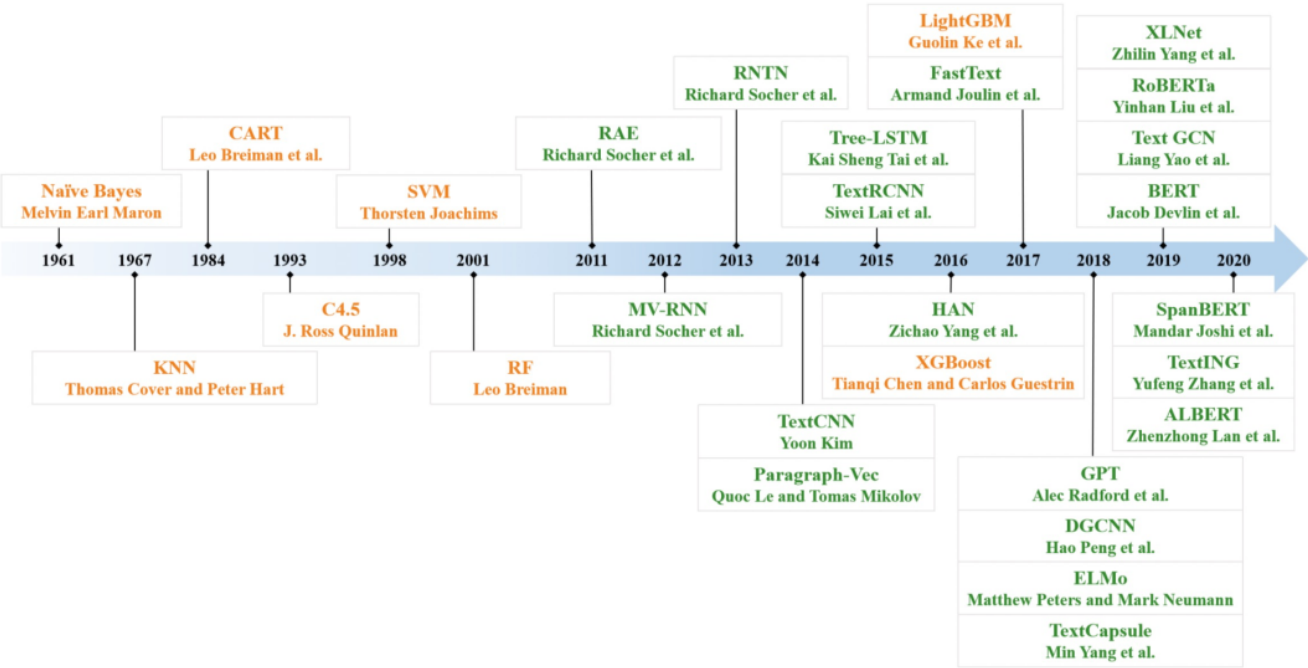 LightGBM
Guolin Ke et al.
FastText
Armand Joulin et al.
XLNet
Zhilin Yang et al.
RoBERTa
Yinhan Liu et al.
Text GCN
Liang Yao et al.
BERT
Jacob Devlin et al.
RNTN
Richard Socher et al.
CART
Leo Breiman et al.
RAE
Richard Socher et al.
Tree-LSTM
Kai Sheng Tai et al.
TextRCNN
Siwei Lai et al.
Naïve Bayes
Melvin Earl Maron
SVM
Thorsten Joachims
1961 1967 1984 1993 1998 2001 2011 2012 2013 2014 2015 2016 2017 2018 2019 2020
C4.5
J. Ross Quinlan
MV-RNN
Richard Socher et al.
HAN
Zichao Yang et al.
XGBoost
Tianqi Chen and Carlos Guestrin
SpanBERT
Mandar Joshi et al.
TextING
Yufeng Zhang et al.
ALBERT
Zhenzhong Lan et al.
KNN
Thomas Cover and Peter Hart
RF
Leo Breiman
TextCNN
Yoon Kim
Paragraph-Vec
Quoc Le and Tomas Mikolov
GPT
Alec Radford et al.
DGCNN
Hao Peng et al.
ELMo
Matthew Peters and Mark Neumann
TextCapsule
Min Yang et al.